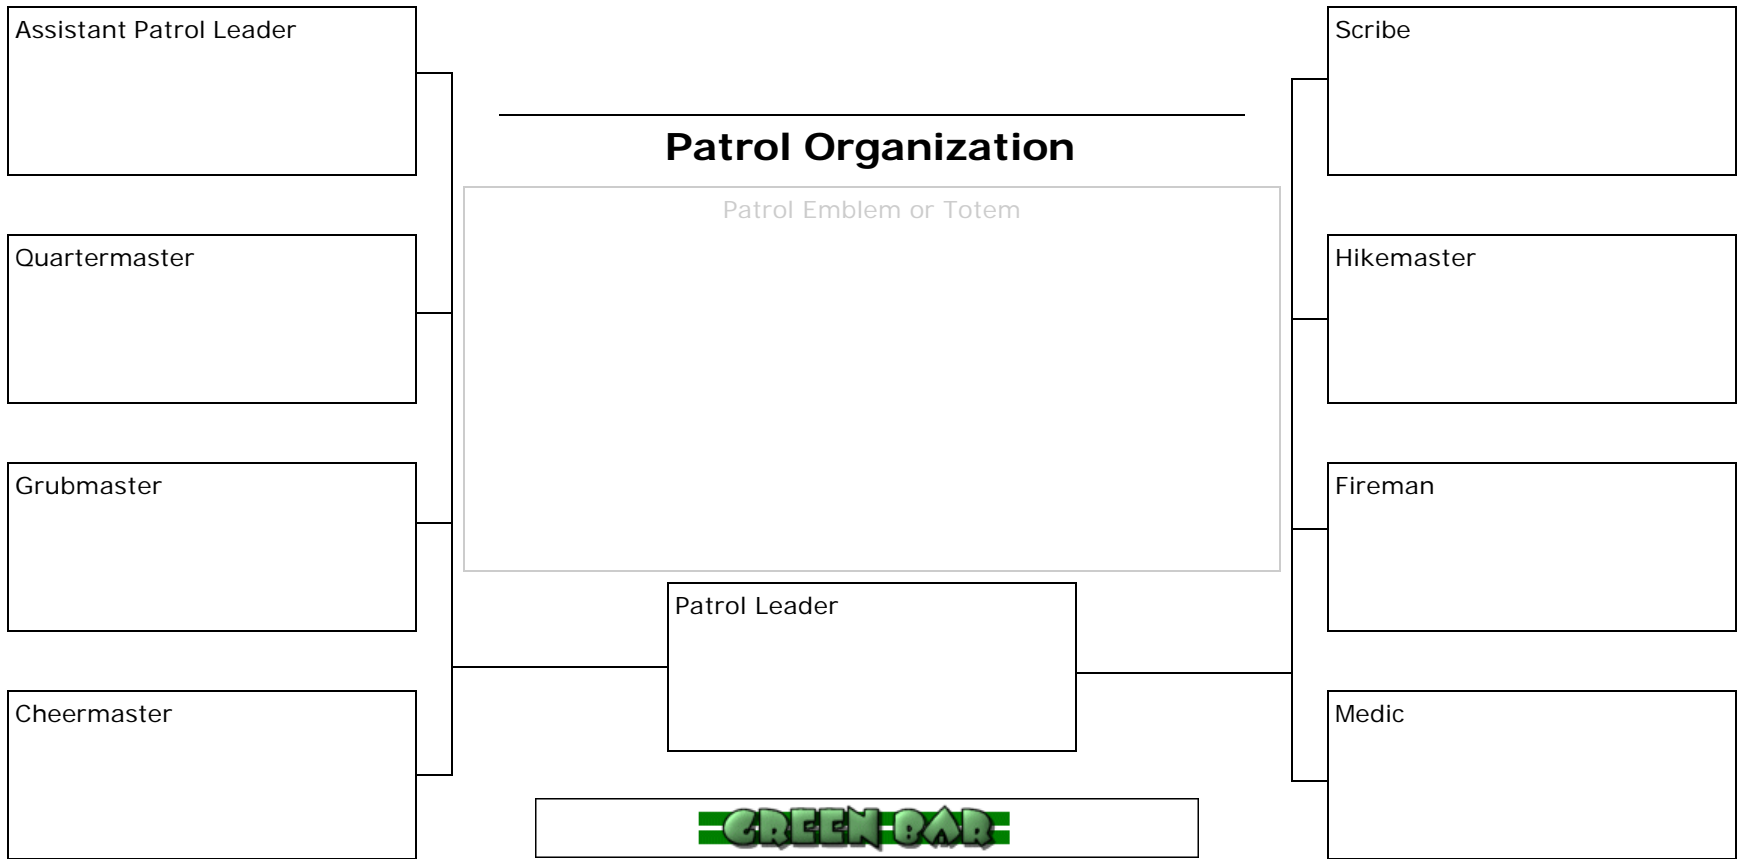 Assistant Patrol Leader
Scribe
Patrol Organization
Patrol Emblem or Totem
Quartermaster
Hikemaster
Grubmaster
Fireman
Patrol Leader
Cheermaster
Medic
GREEN BAR